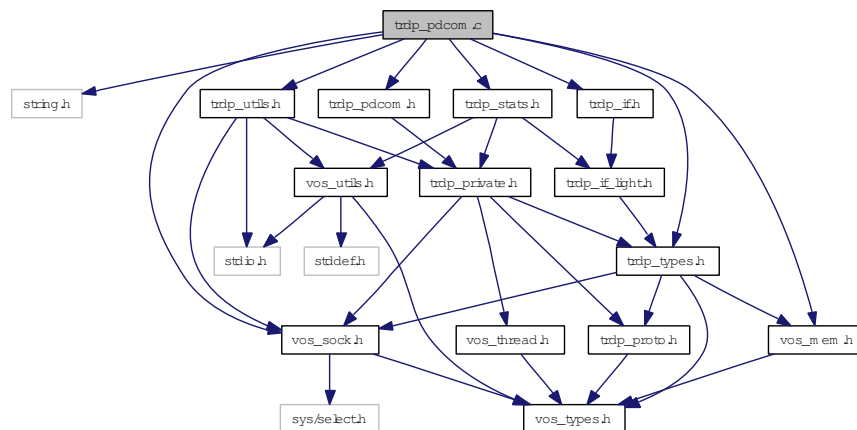 trdp_pdcom.c
string.h
trdp_utils.h
trdp_pdcom.h
trdp_stats.h
trdp_if.h
vos_utils.h
trdp_private.h
trdp_if_light.h
stdio.h
stddef.h
trdp_types.h
vos_sock.h
vos_thread.h
trdp_proto.h
vos_mem.h
sys/select.h
vos_types.h